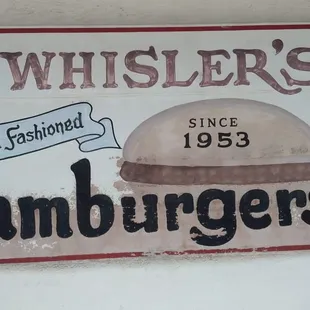 WHISLER'S
Fashioned
SINCE
1953
amburgers